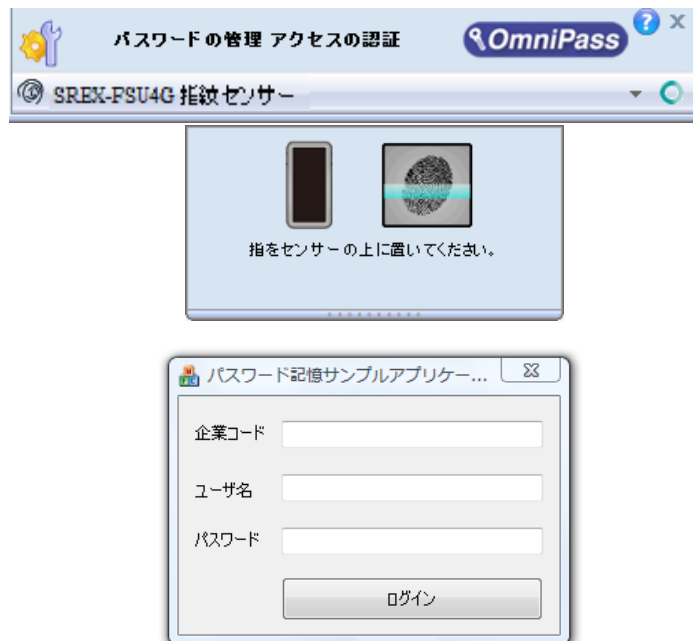 パスワードの管理 アクセスの認証
OmniPass
?
X
SREX-FSU4G 指紋センサー
指をセンサーの上に置いてください。
パスワード記憶サンプルアプリケー...
企業コード
ユーザ名
パスワード
ログイン